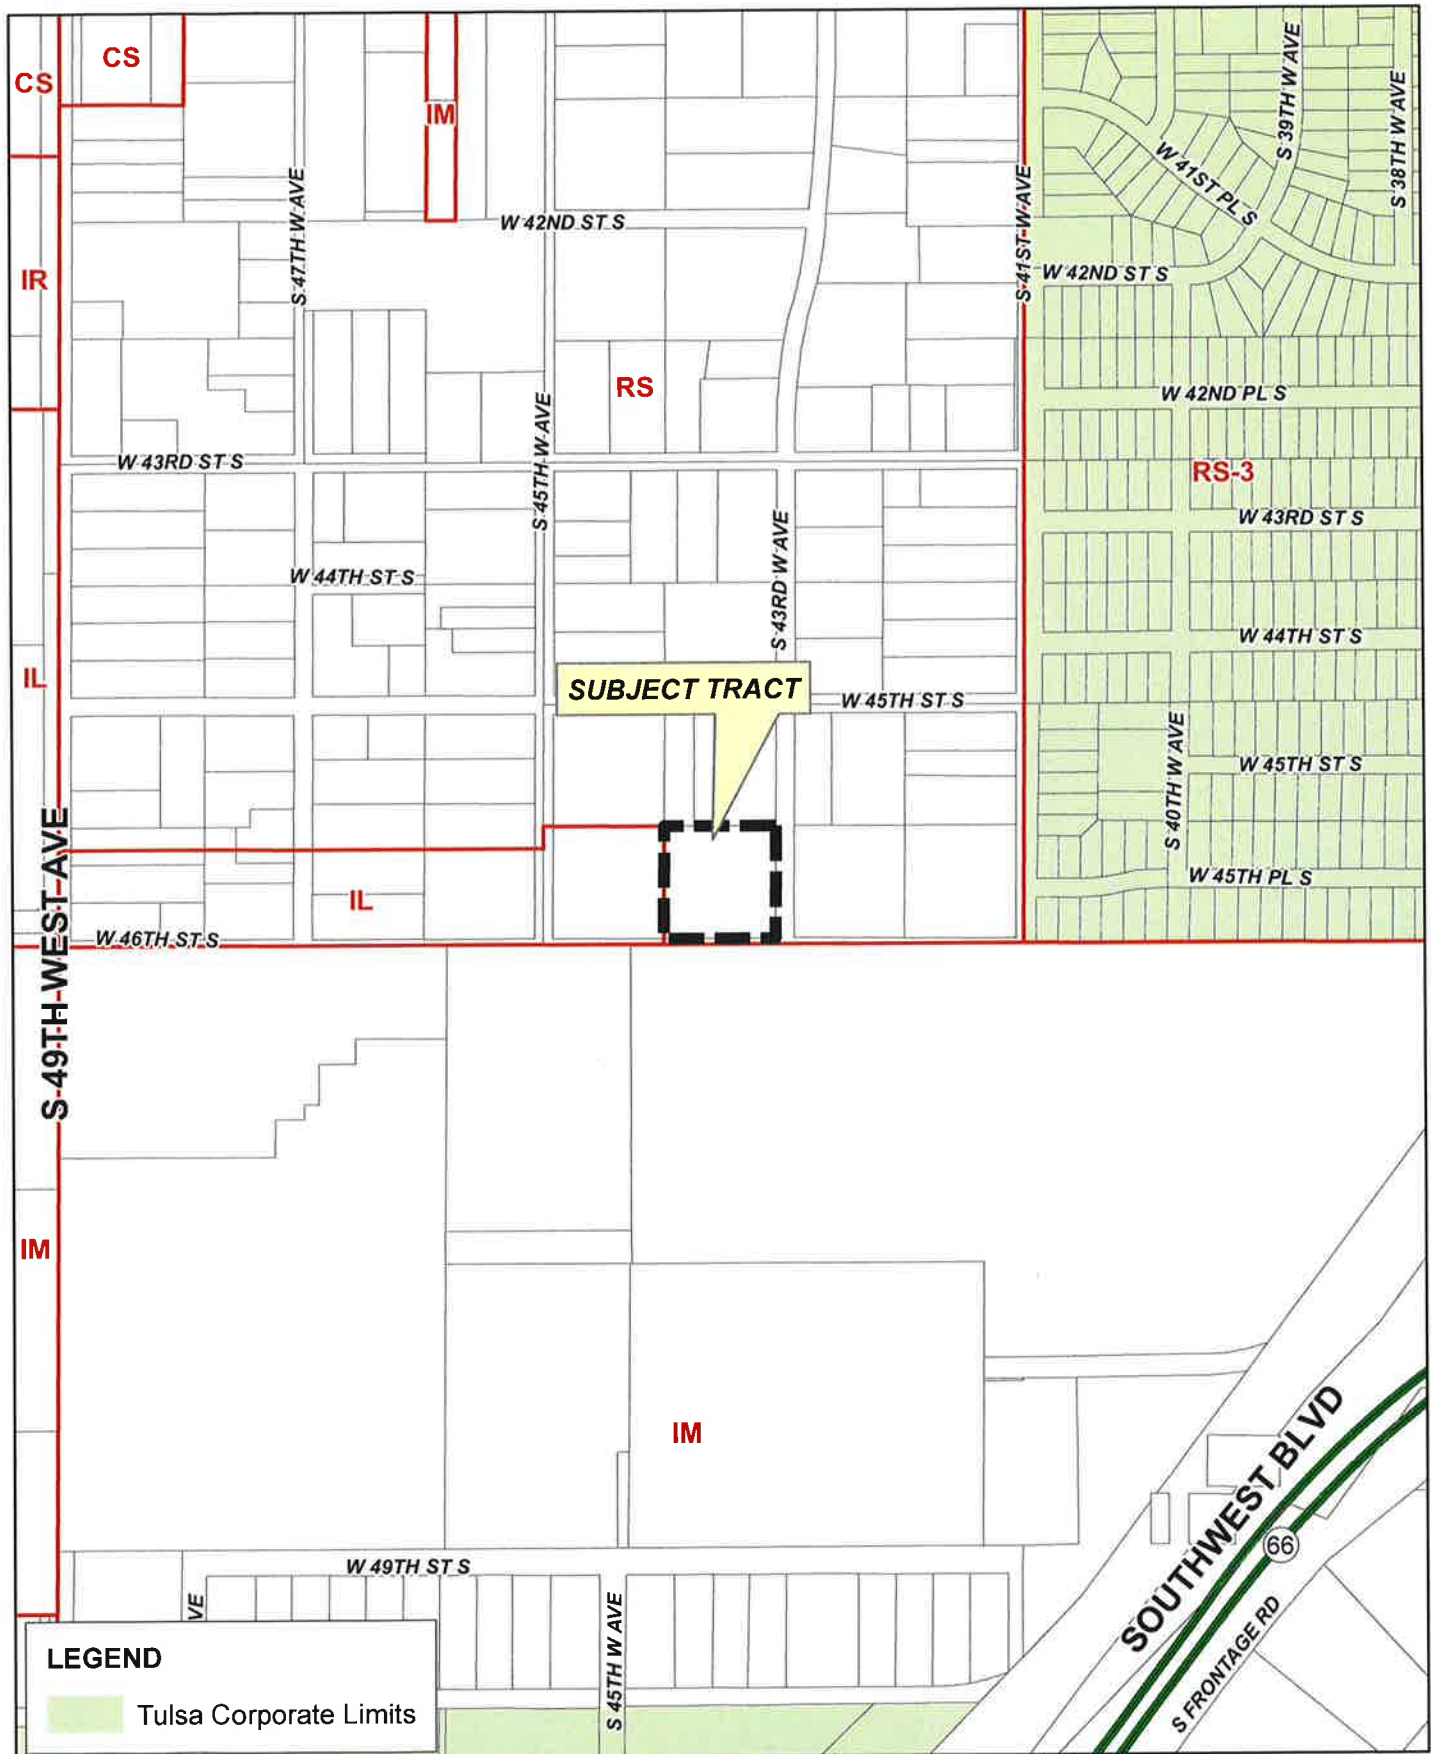 CS
CS
IM
S 39TH W AVE
S 38TH W AVE
W 41ST PL S
S 47TH W AVE
W 42ND ST S
S 41ST W AVE
W 42ND ST S
IR
RS
W 42ND PL S
S 45TH W AVE
W 43RD ST S
RS-3
W 43RD ST S
S 43RD W AVE
W 44TH ST S
W 44TH ST S
IL
SUBJECT TRACT
W 45TH ST S
S 40TH W AVE
W 45TH ST S
S 49TH WEST AVE
W 45TH PL S
IL
W 46TH ST S
IM
IM
SOUTHWEST BLVD
66
W 49TH ST S
VE
S 45TH W AVE
S FRONTAGE RD
LEGEND
Tulsa Corporate Limits